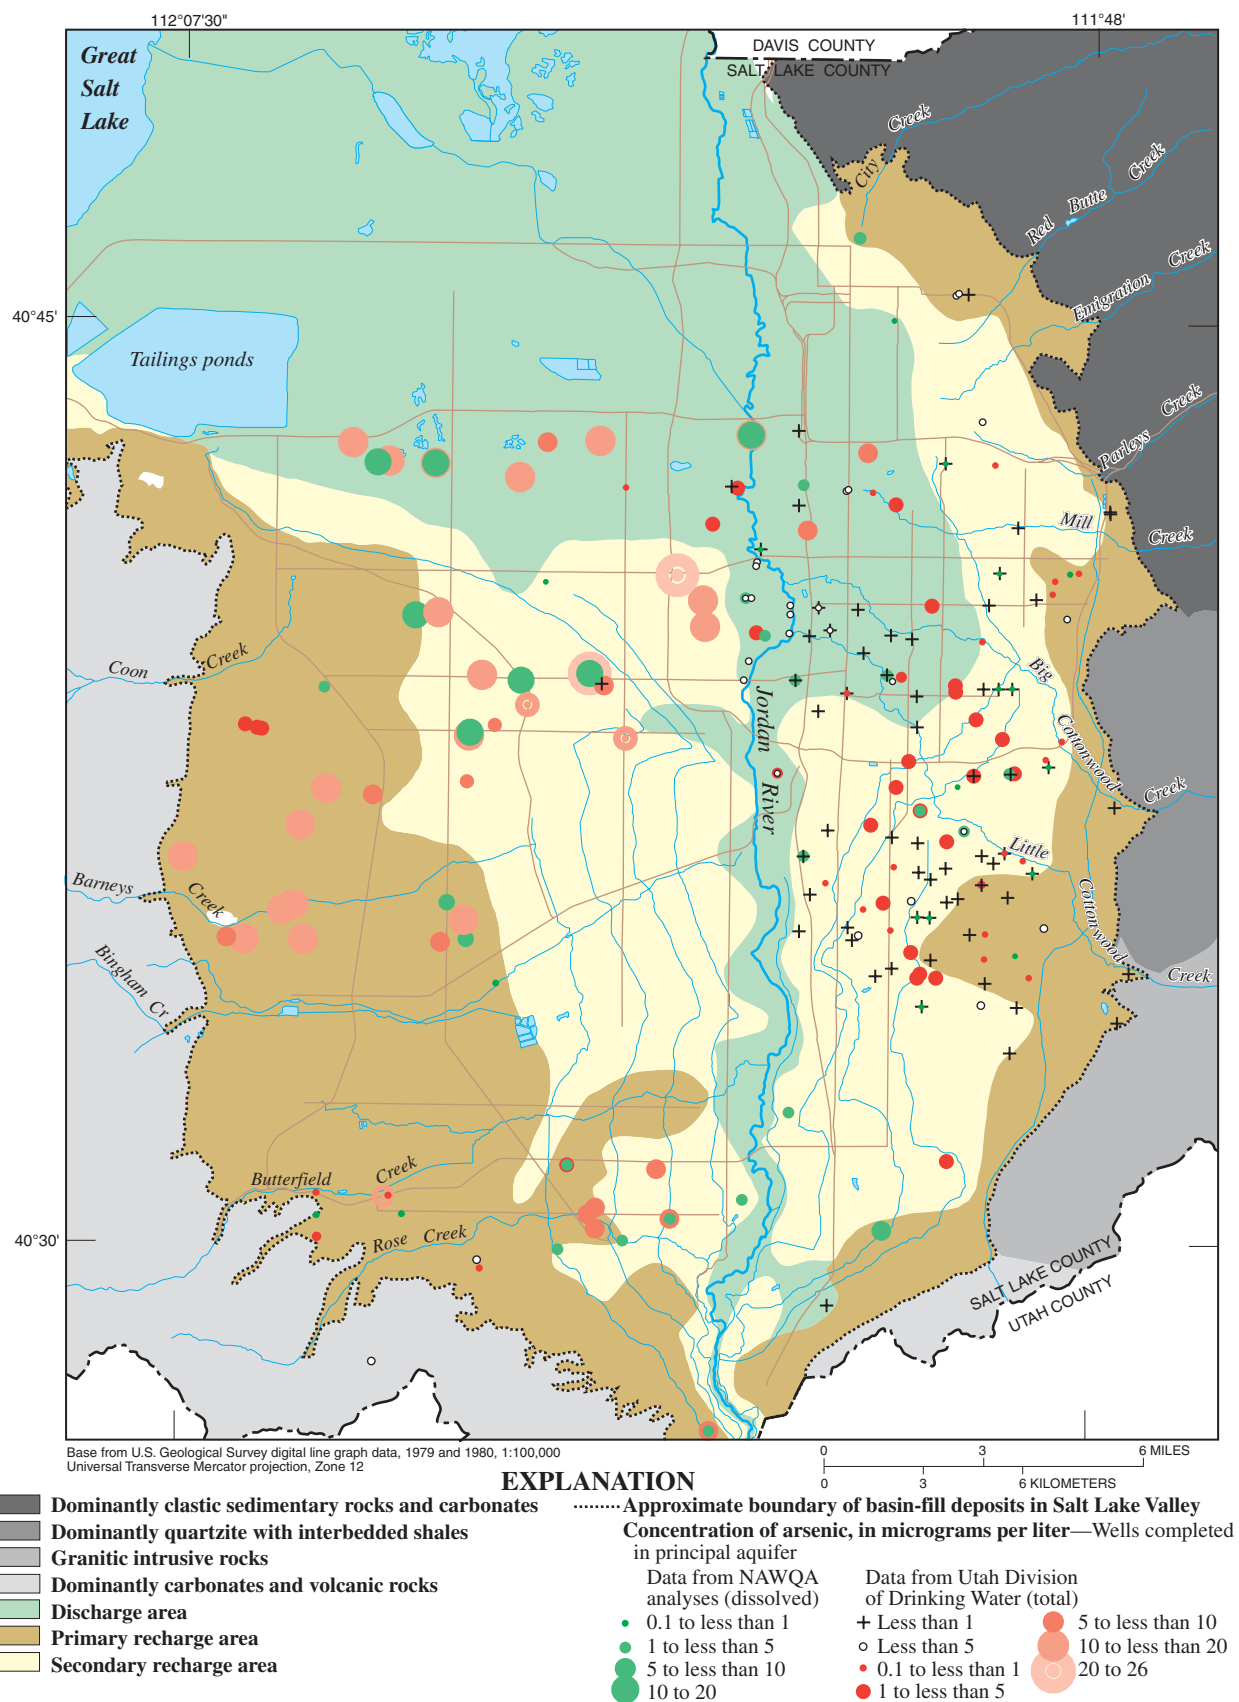 112°07'30"
111°48'
Great
Salt
Lake
DAVIS COUNTY
SALT LAKE COUNTY
City
Creek
Red
Butte
Creek
Emigration
Creek
40°45'
Tailings ponds
Parleys
Creek
Mill
Creek
Coon
Creek
Big
Cottonwood
Creek
Jordan
River
Little
Cottonwood
Creek
Barneys
Creek
Bingham Cr
Butterfield
Creek
Rose Creek
40°30'
SALT LAKE COUNTY
UTAH COUNTY
Base from U.S. Geological Survey digital line graph data, 1979 and 1980, 1:100,000
Universal Transverse Mercator projection, Zone 12
0 3 6 MILES
0 3 6 KILOMETERS
EXPLANATION
Dominantly clastic sedimentary rocks and carbonates
Dominantly quartzite with interbedded shales
Granitic intrusive rocks
Dominantly carbonates and volcanic rocks
Discharge area
Primary recharge area
Secondary recharge area
Approximate boundary of basin-fill deposits in Salt Lake Valley
Concentration of arsenic, in micrograms per liter—Wells completed
in principal aquifer
Data from NAWQA
analyses (dissolved)
0.1 to less than 1
1 to less than 5
5 to less than 10
10 to 20
Data from Utah Division
of Drinking Water (total)
Less than 1
Less than 5
0.1 to less than 1
1 to less than 5
5 to less than 10
10 to less than 20
20 to 26